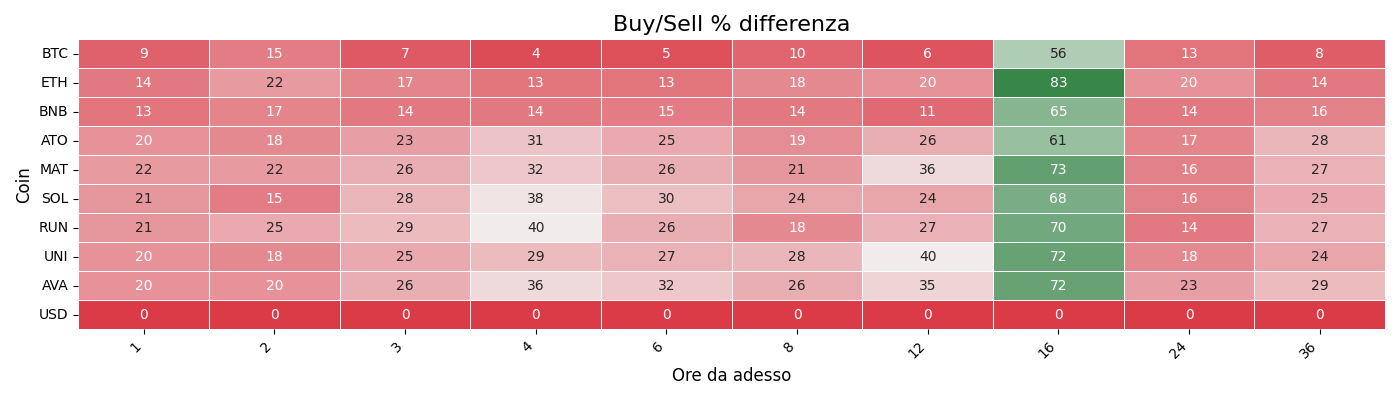 Buy/Sell % differenza
BTC 9 15 7 4 5 10 6 56 13 8
ETH 14 22 17 13 13 18 20 83 20 14
BNB 13 17 14 14 15 14 11 65 14 16
ATO 20 18 23 31 25 19 26 61 17 28
MAT 22 22 26 32 26 21 36 73 16 27
SOL 21 15 28 38 30 24 24 68 16 25
RUN 21 25 29 40 26 18 27 70 14 27
UNI 20 18 25 29 27 28 40 72 18 24
AVA 20 20 26 36 32 26 35 72 23 29
USD 0 0 0 0 0 0 0 0 0 0
1 2 3 4 6 8 12 16 24 36
Coin
Ore da adesso